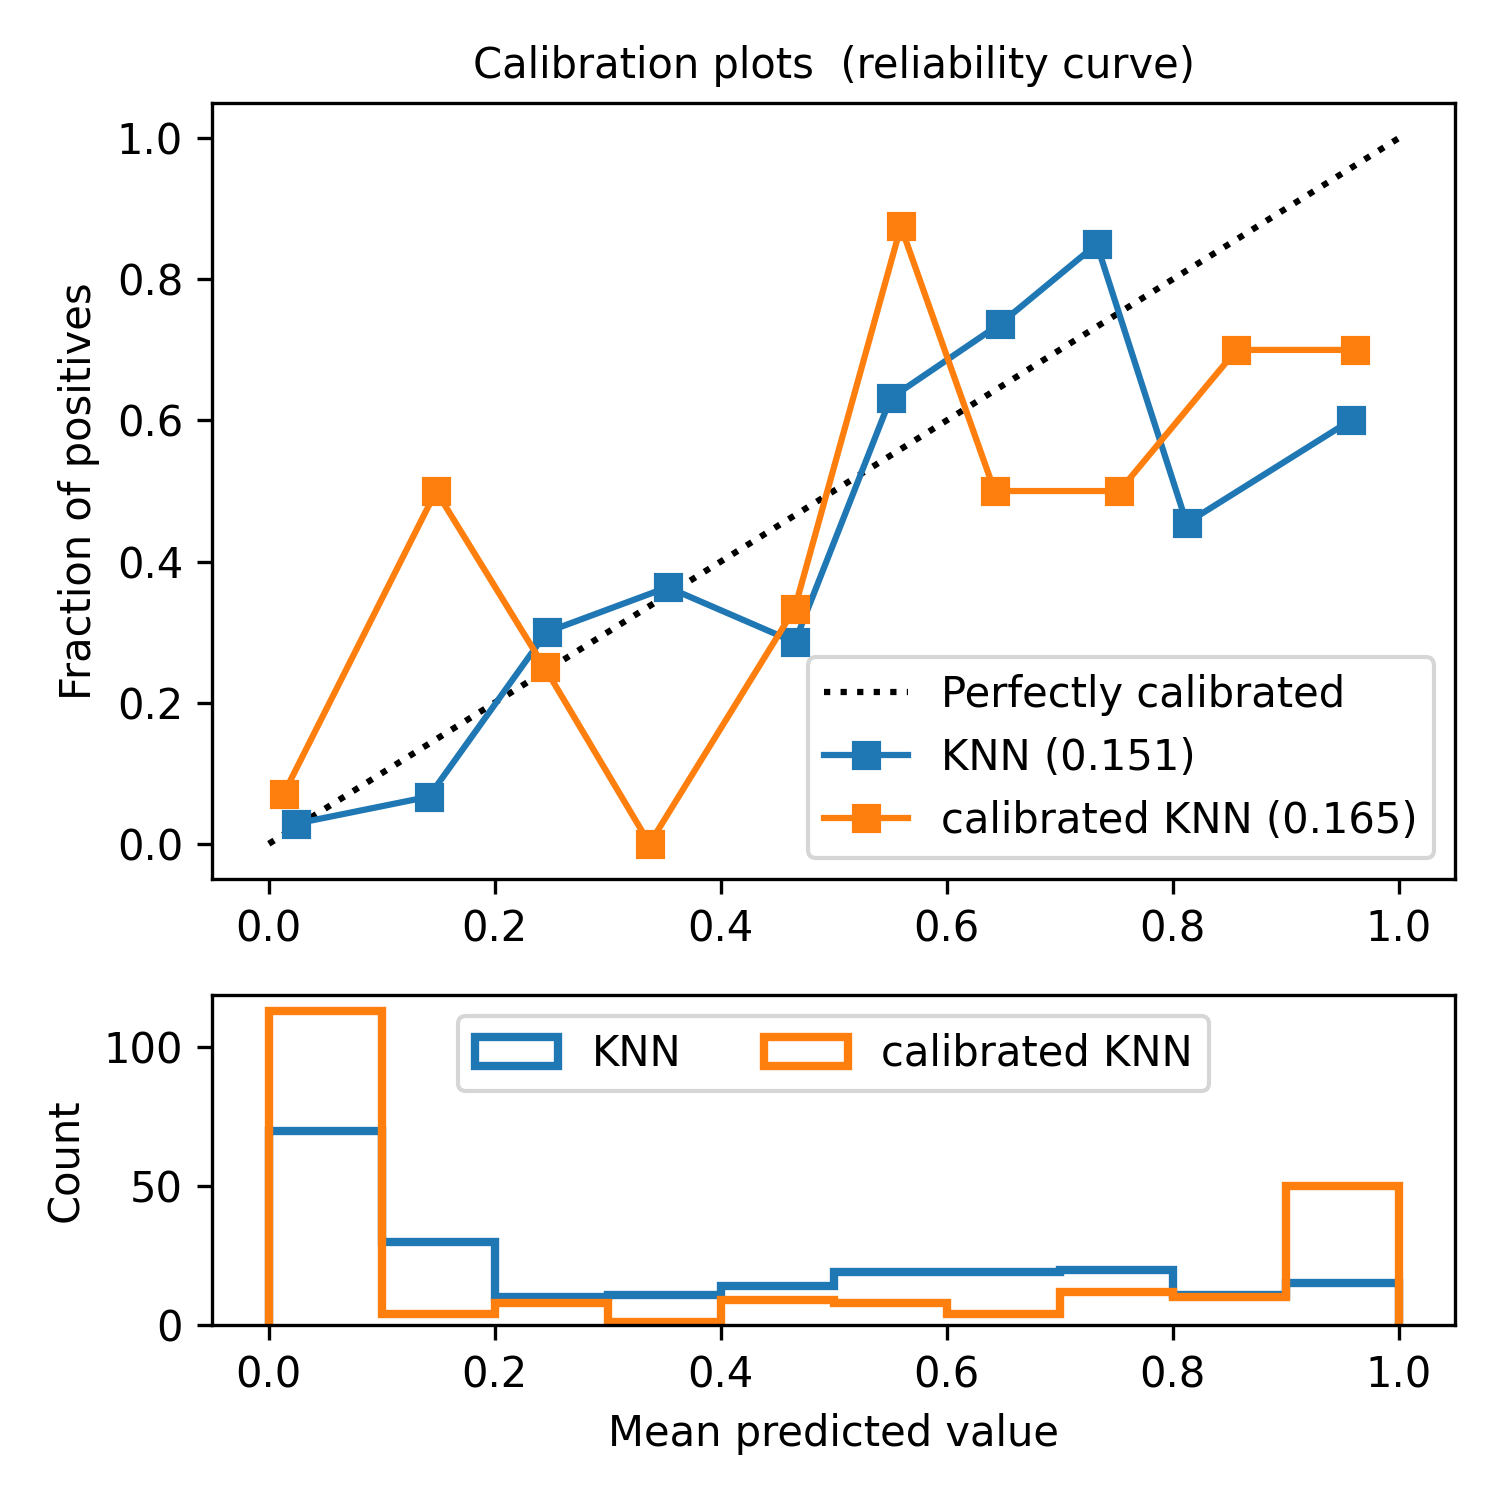 Calibration plots  (reliability curve)
1.0
0.8
0.6
0.4
0.2
0.0
Fraction of positives
Perfectly calibrated
KNN (0.151)
calibrated KNN (0.165)
0.0 0.2 0.4 0.6 0.8 1.0
100
50
0
Count
KNN calibrated KNN
0.0 0.2 0.4 0.6 0.8 1.0
Mean predicted value